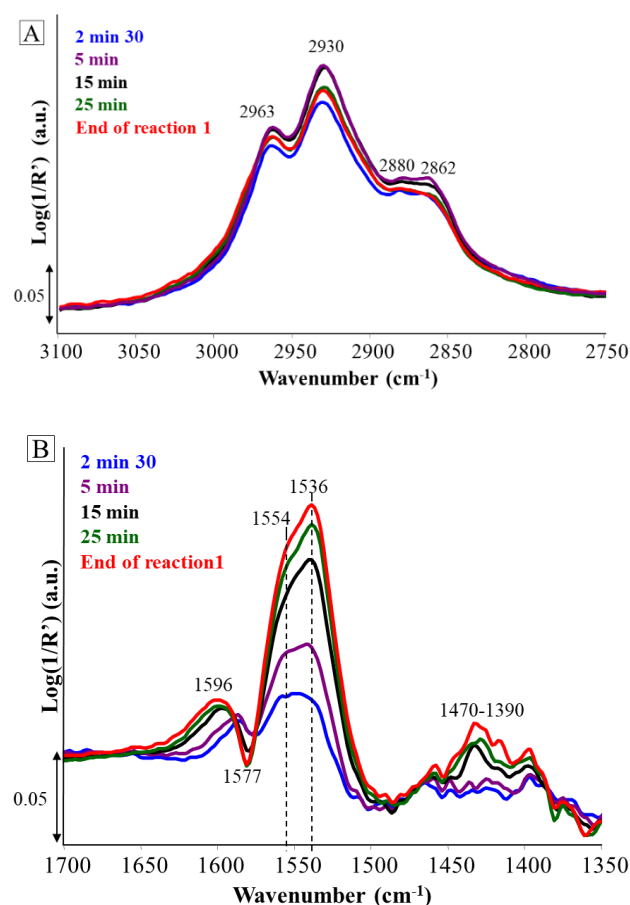 A
2 min 30
5 min
15 min
25 min
End of reaction 1
2930
2963
2880 2862
Log(1/R’) (a.u.)
0.05
3100 3050 3000 2950 2900 2850 2800 2750
Wavenumber (cm-1)
B
2 min 30
5 min
15 min
25 min
End of reaction1
1536
1554
1596
1577
1470-1390
Log(1/R’) (a.u.)
0.05
1700 1600 1550 1500 1450 1400 1350
Wavenumber (cm-1)